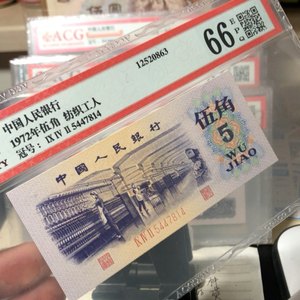 ACG
12520863
66 EPQ
中国人民银行
1972年伍角 纺织工人
冠号: IX IV II 5447814
中国人民银行
伍角
5
WU
JIAO
IX IV II 5447814